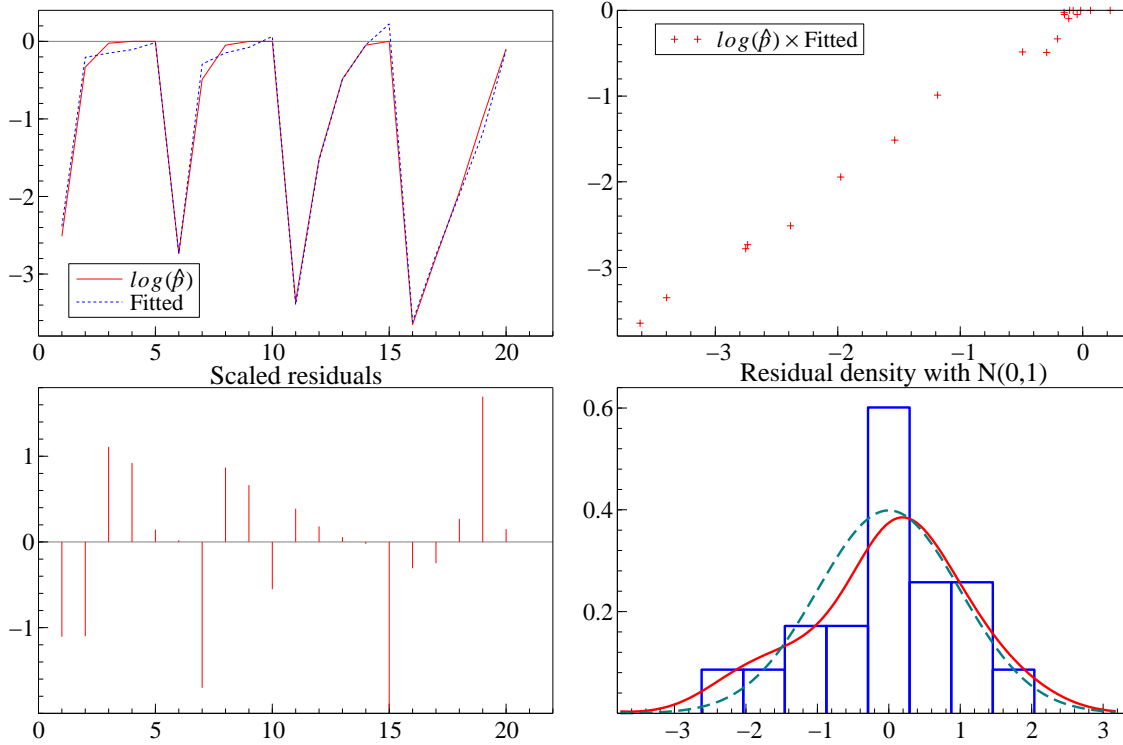 0
−1
−2
−3
log(p̂)
Fitted
0 5 10 15 20
0
−1
−2
−3
log(p̂) × Fitted
−3 −2 −1 0
Scaled residuals
1
0
−1
0 5 10 15 20
Residual density with N(0,1)
0.6
0.4
0.2
−3 −2 −1 0 1 2 3